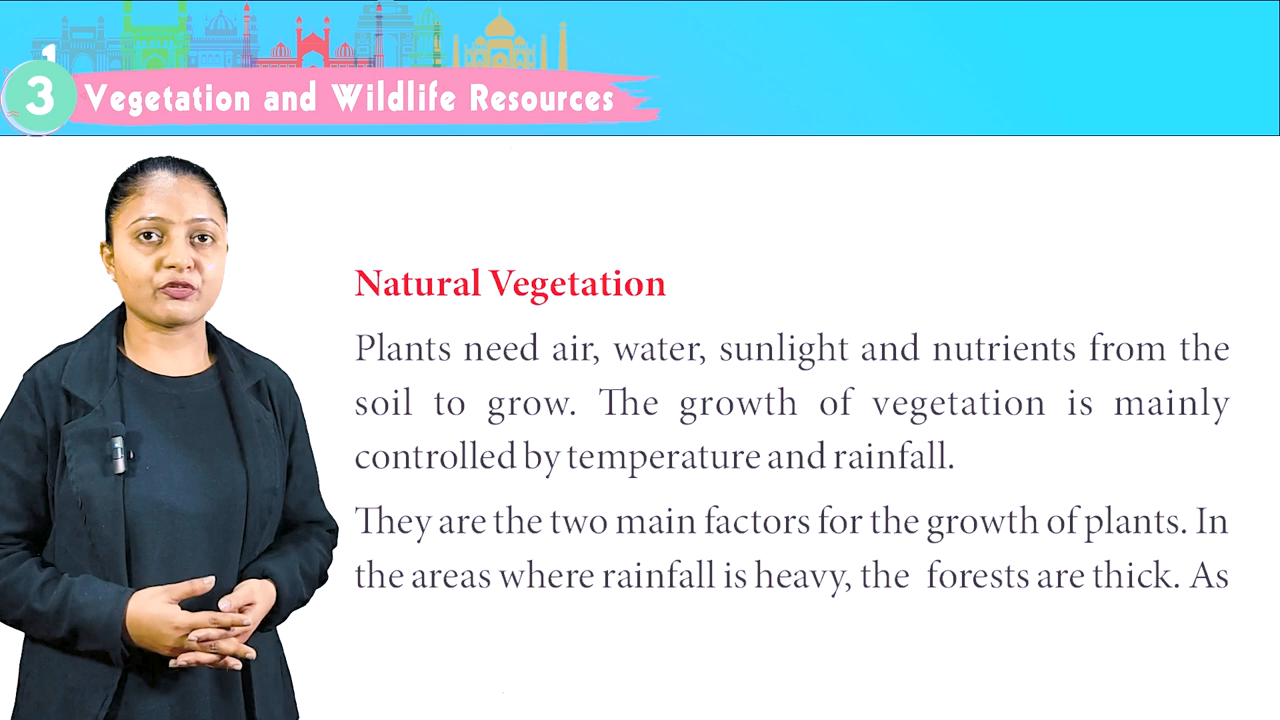 1
3 Vegetation and Wildlife Resources
Natural Vegetation
Plants need air, water, sunlight and nutrients from the
soil to grow. The growth of vegetation is mainly
controlled by temperature and rainfall.
They are the two main factors for the growth of plants. In
the areas where rainfall is heavy, the forests are thick. As